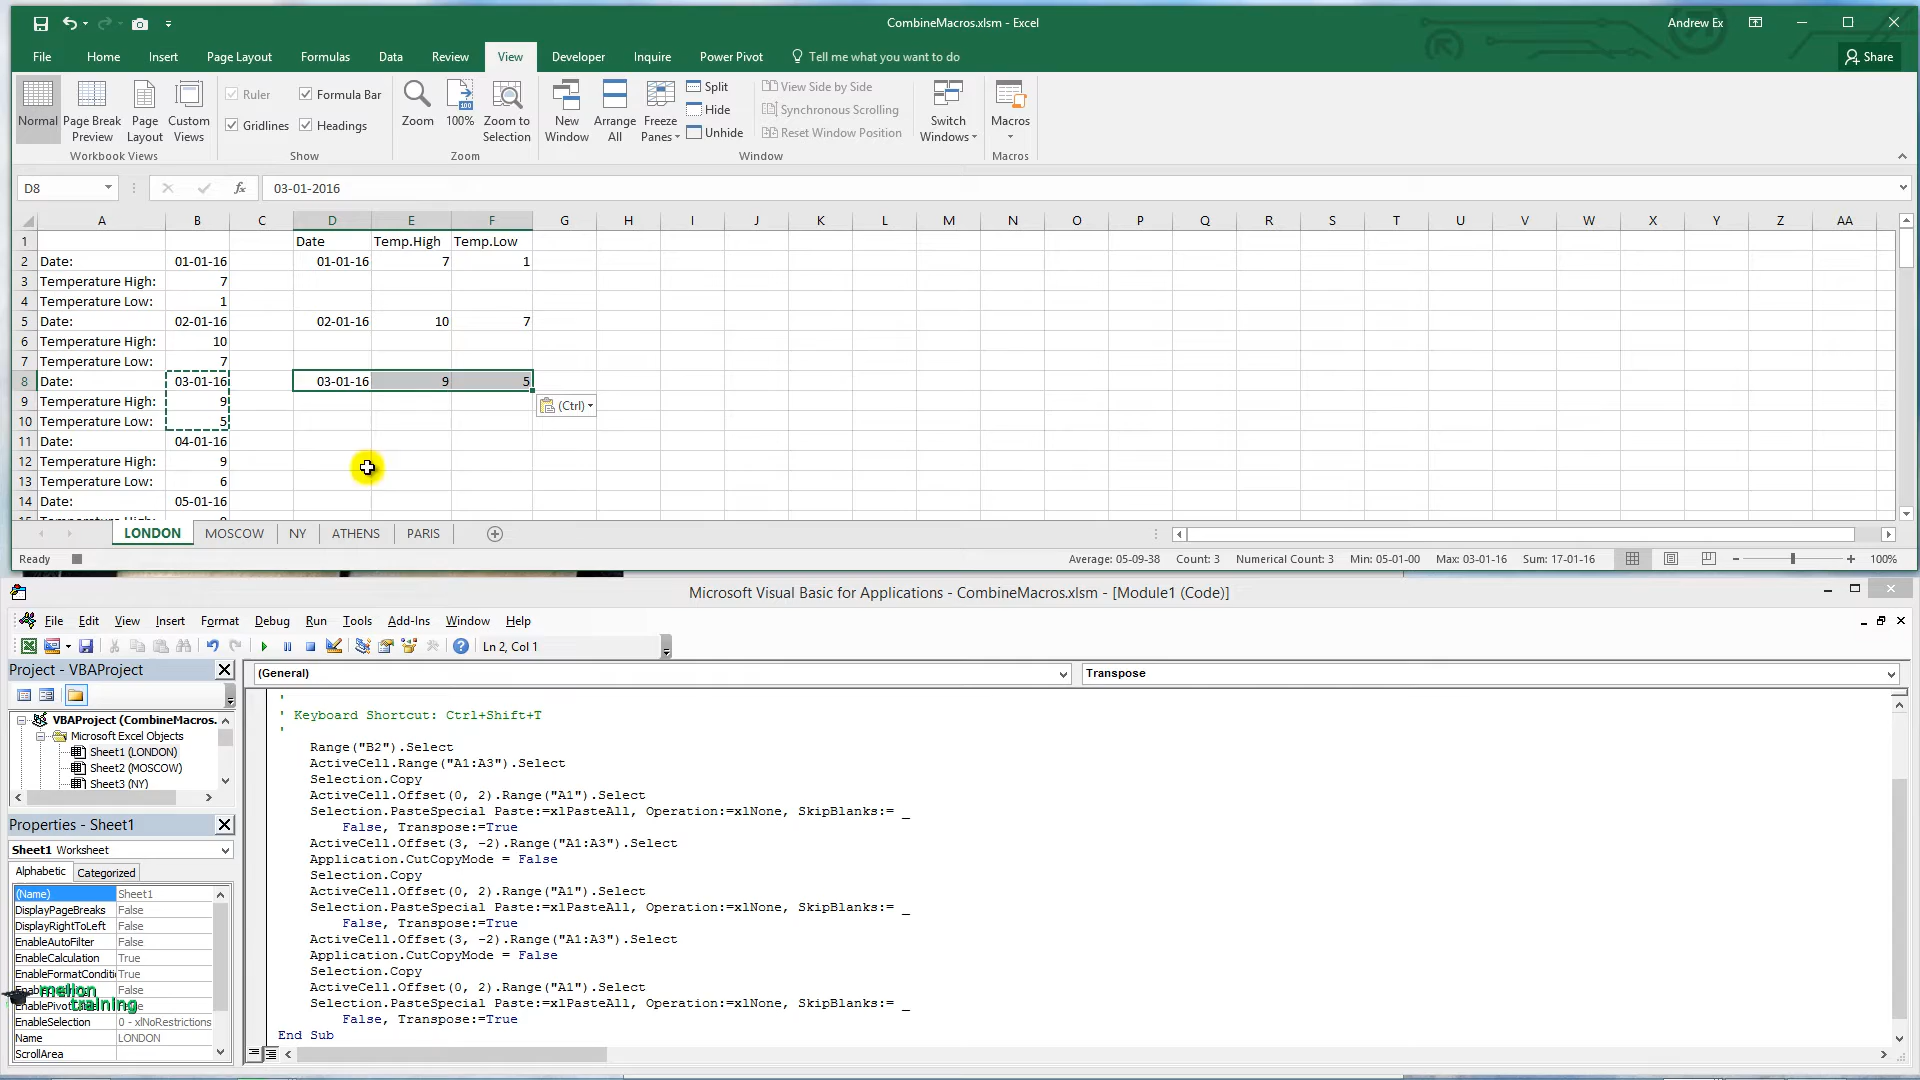 CombineMacros.xlsm - Excel
Andrew Ex
File Home Insert Page Layout Formulas Data Review View Developer Inquire Power Pivot Tell me what you want to do
Share
Normal
Page Break Preview
Page Layout
Custom Views
Workbook Views
Ruler Formula Bar
Gridlines Headings
Show
Zoom
100%
Zoom to Selection
Zoom
New Window
Arrange All
Freeze Panes
Split
Hide
Unhide
View Side by Side
Synchronous Scrolling
Reset Window Position
Window
Switch Windows
Macros
Macros
D8 fx 03-01-2016
A B C D E F G H I J K L M N O P Q R S T U V W X Y Z AA
1 Date Temp.High Temp.Low
2 Date: 01-01-16 01-01-16 7 1
3 Temperature High: 7
4 Temperature Low: 1
5 Date: 02-01-16 02-01-16 10 7
6 Temperature High: 10
7 Temperature Low: 7
8 Date: 03-01-16 03-01-16 9 5
9 Temperature High: 9
(Ctrl)
10 Temperature Low: 5
11 Date: 04-01-16
12 Temperature High: 9
13 Temperature Low: 6
14 Date: 05-01-16
LONDON MOSCOW NY ATHENS PARIS
Ready Average: 05-09-38 Count: 3 Numerical Count: 3 Min: 05-01-00 Max: 03-01-16 Sum: 17-01-16 100%
Microsoft Visual Basic for Applications - CombineMacros.xlsm - [Module1 (Code)]
File Edit View Insert Format Debug Run Tools Add-Ins Window Help
Ln 2, Col 1
Project - VBAProject
VBAProject (CombineMacros.
Microsoft Excel Objects
Sheet1 (LONDON)
Sheet2 (MOSCOW)
Sheet3 (NY)
Properties - Sheet1
Sheet1 Worksheet
Alphabetic Categorized
(Name) Sheet1
DisplayPageBreaks False
DisplayRightToLeft False
EnableAutoFilter False
EnableCalculation True
EnableFormatConditi True
EnableSelection 0 - xlNoRestrictions
Name LONDON
ScrollArea
mellon training
(General) Transpose
'
' Keyboard Shortcut: Ctrl+Shift+T
'
Range("B2").Select
ActiveCell.Range("A1:A3").Select
Selection.Copy
ActiveCell.Offset(0, 2).Range("A1").Select
Selection.PasteSpecial Paste:=xlPasteAll, Operation:=xlNone, SkipBlanks:= _
False, Transpose:=True
ActiveCell.Offset(3, -2).Range("A1:A3").Select
Application.CutCopyMode = False
Selection.Copy
ActiveCell.Offset(0, 2).Range("A1").Select
Selection.PasteSpecial Paste:=xlPasteAll, Operation:=xlNone, SkipBlanks:= _
False, Transpose:=True
ActiveCell.Offset(3, -2).Range("A1:A3").Select
Application.CutCopyMode = False
Selection.Copy
ActiveCell.Offset(0, 2).Range("A1").Select
Selection.PasteSpecial Paste:=xlPasteAll, Operation:=xlNone, SkipBlanks:= _
False, Transpose:=True
End Sub